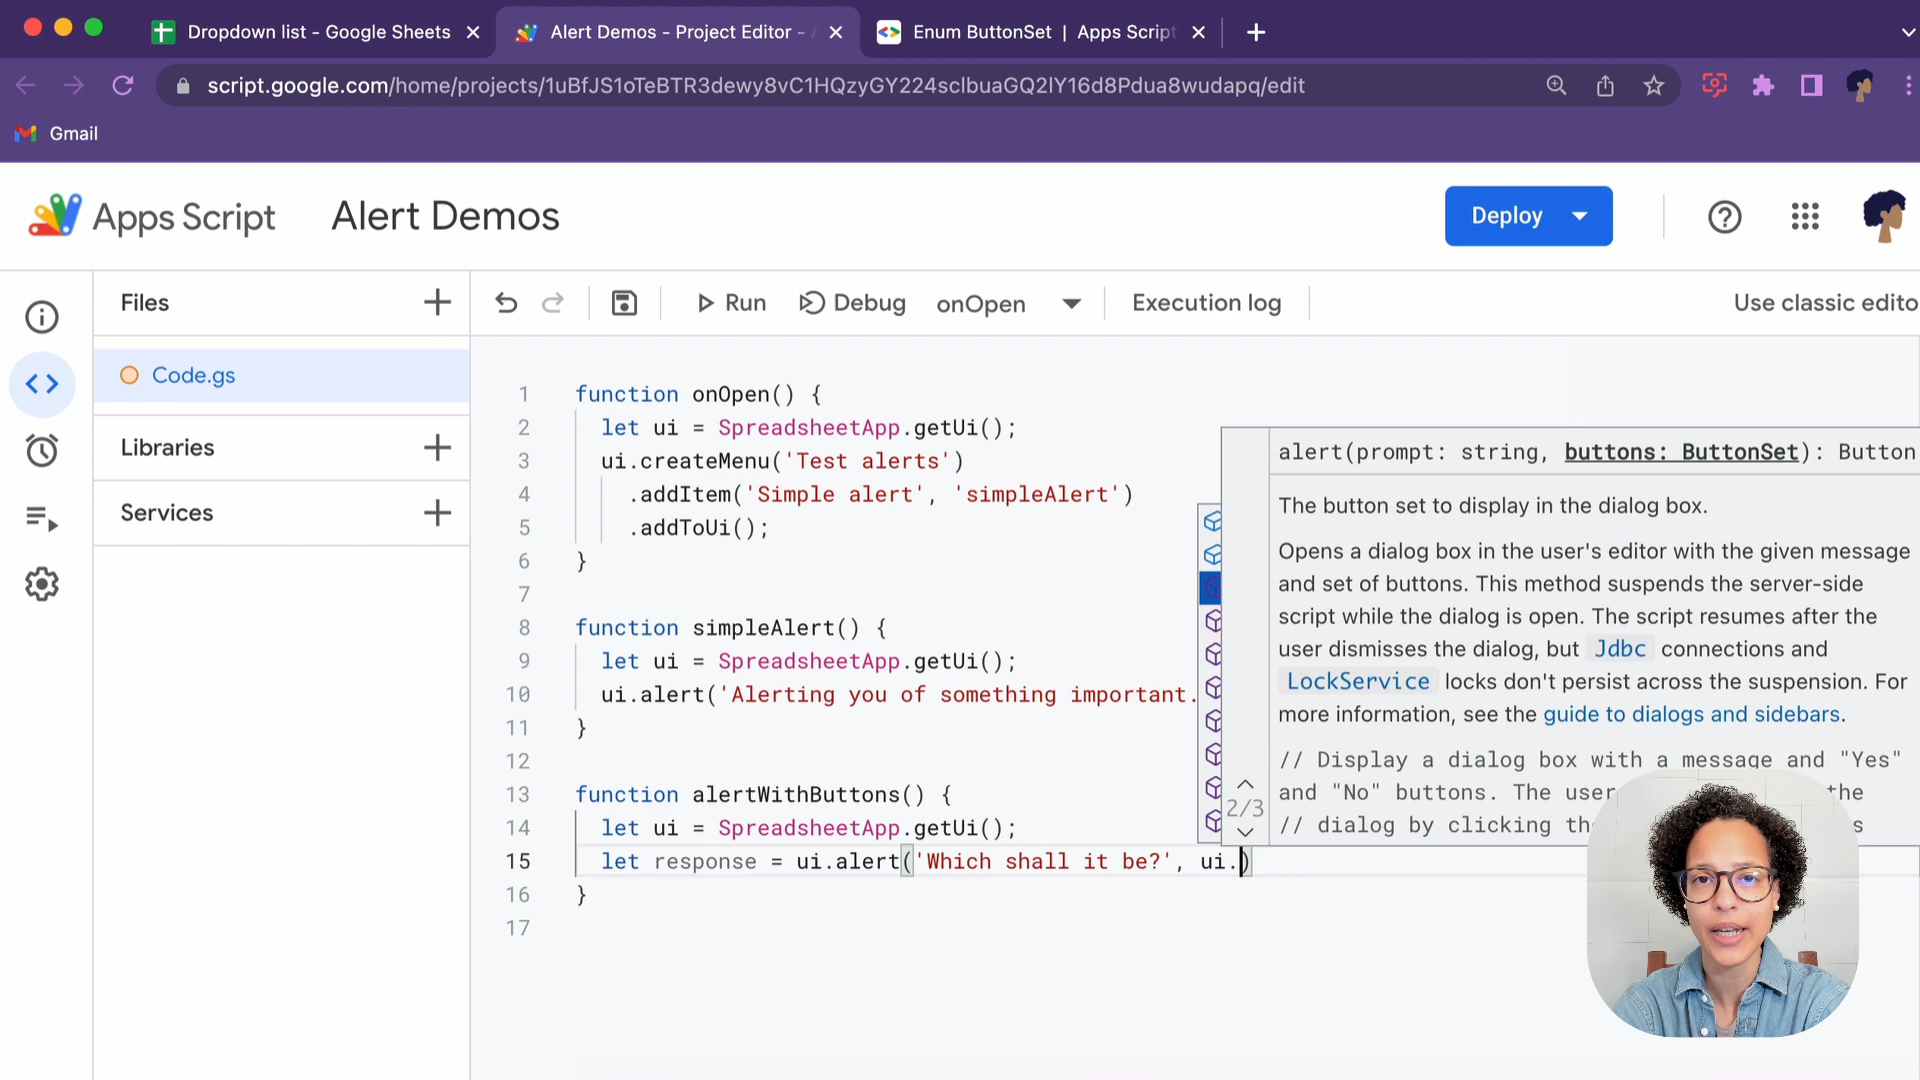 Dropdown list - Google Sheets
Alert Demos - Project Editor -
Enum ButtonSet | Apps Script
script.google.com/home/projects/1uBfJS1oTeBTR3dewy8vC1HQzyGY224sclbuaGQ2lY16d8Pdua8wudapq/edit
Gmail
Apps Script
Alert Demos
Deploy
Files
Run
Debug
onOpen
Execution log
Use classic edito
Code.gs
Libraries
Services
1 function onOpen() {
2 let ui = SpreadsheetApp.getUi();
3 ui.createMenu('Test alerts')
4 .addItem('Simple alert', 'simpleAlert')
5 .addToUi();
6 }
7
8 function simpleAlert() {
9 let ui = SpreadsheetApp.getUi();
10 ui.alert('Alerting you of something important.
11 }
12
13 function alertWithButtons() {
14 let ui = SpreadsheetApp.getUi();
15 let response = ui.alert('Which shall it be?', ui.)
16 }
17
alert(prompt: string, buttons: ButtonSet): Button
The button set to display in the dialog box.
Opens a dialog box in the user's editor with the given message
and set of buttons. This method suspends the server-side
script while the dialog is open. The script resumes after the
user dismisses the dialog, but Jdbc connections and
LockService locks don't persist across the suspension. For
more information, see the guide to dialogs and sidebars.
// Display a dialog box with a message and "Yes"
and "No" buttons. The user the
// dialog by clicking
2/3